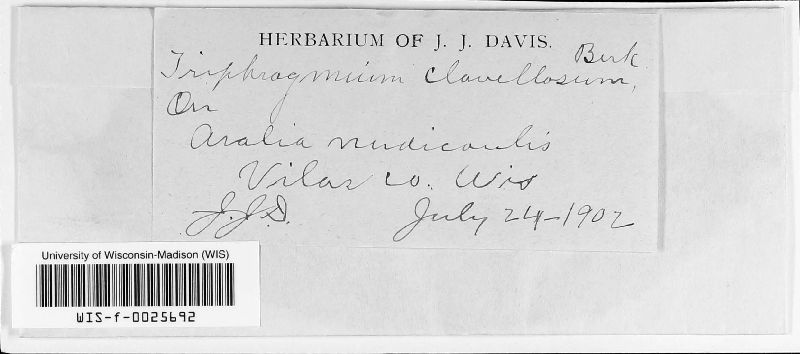 HERBARIUM OF J. J. DAVIS.
Triphragmium clavellosum, Berk
On
Aralia nudicaulis
Vilas co. Wis
J.J.D. July 24-1902
University of Wisconsin-Madison (WIS)
WIS-f-0025692